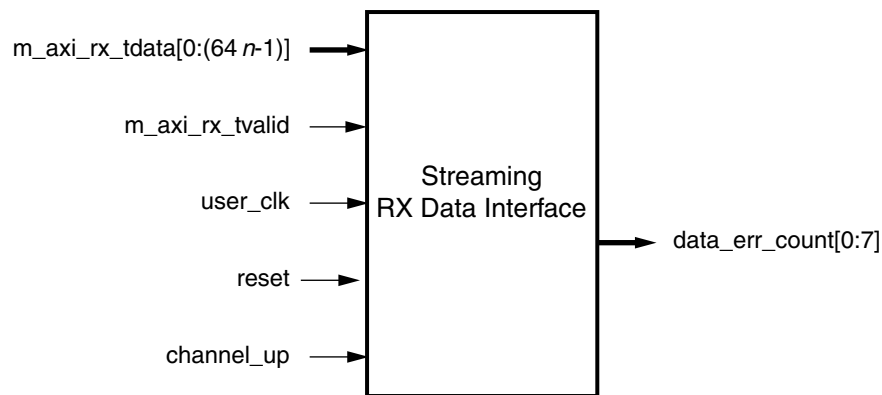 m_axi_rx_tdata[0:(64 n-1)]
m_axi_rx_tvalid
user_clk
reset
channel_up
Streaming
RX Data Interface
data_err_count[0:7]